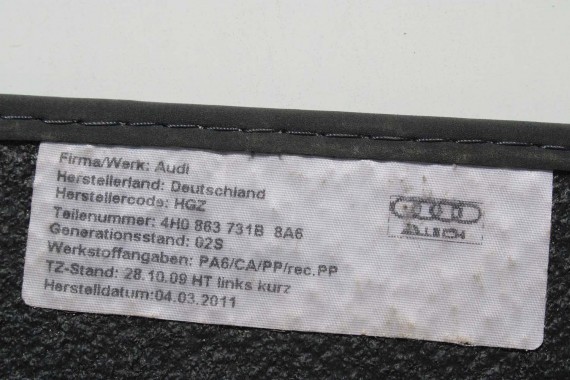 Firma/Werk: Audi
Herstellerland: Deutschland
Herstellercode: HGZ
Teilenummer: 4H0 863 731B 8A6
Generationsstand: 02S
Werkstoffangaben: PA6/CA/PP/rec.PP
TZ-Stand: 28.10.09 HT links kurz
Herstelldatum:04.03.2011